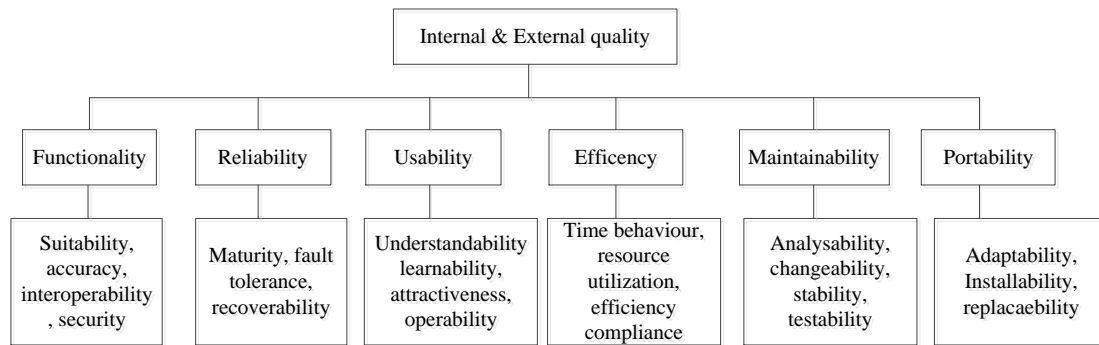 Internal & External quality
Functionality
Reliability
Usability
Efficency
Maintainability
Portability
Suitability,
accuracy,
interoperability
, security
Maturity, fault
tolerance,
recoverability
Understandability
learnability,
attractiveness,
operability
Time behaviour,
resource
utilization,
efficiency
compliance
Analysability,
changeability,
stability,
testability
Adaptability,
Installability,
replacaebility